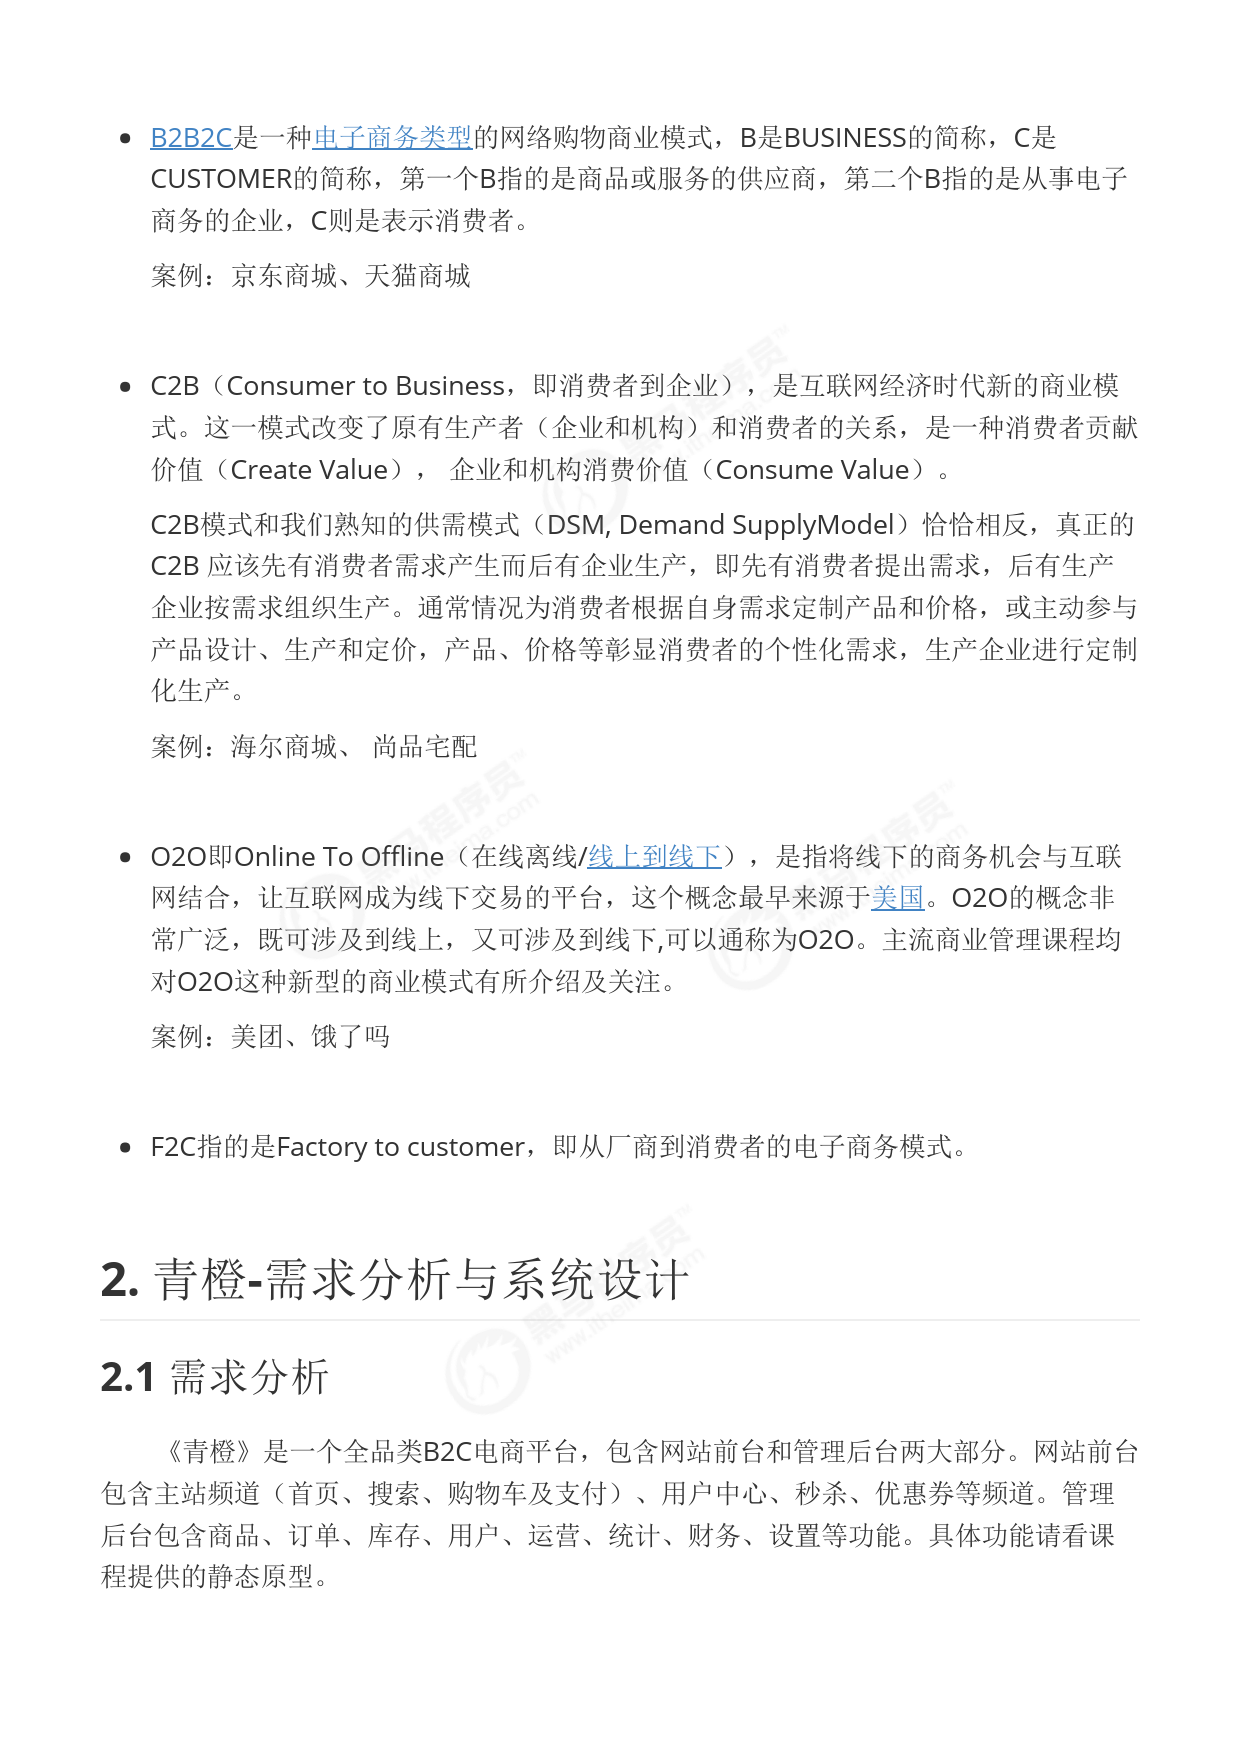 B2B2C是一种电子商务类型的网络购物商业模式，B是BUSINESS的简称，C是
CUSTOMER的简称，第一个B指的是商品或服务的供应商，第二个B指的是从事电子
商务的企业，C则是表示消费者。
案例：京东商城、天猫商城
C2B（Consumer to Business，即消费者到企业），是互联网经济时代新的商业模
式。这一模式改变了原有生产者（企业和机构）和消费者的关系，是一种消费者贡献
价值（Create Value）， 企业和机构消费价值（Consume Value）。
C2B模式和我们熟知的供需模式（DSM, Demand SupplyModel）恰恰相反，真正的
C2B 应该先有消费者需求产生而后有企业生产，即先有消费者提出需求，后有生产
企业按需求组织生产。通常情况为消费者根据自身需求定制产品和价格，或主动参与
产品设计、生产和定价，产品、价格等彰显消费者的个性化需求，生产企业进行定制
化生产。
案例：海尔商城、 尚品宅配
O2O即Online To Offline（在线离线/线上到线下），是指将线下的商务机会与互联
网结合，让互联网成为线下交易的平台，这个概念最早来源于美国。O2O的概念非
常广泛，既可涉及到线上，又可涉及到线下,可以通称为O2O。主流商业管理课程均
对O2O这种新型的商业模式有所介绍及关注。
案例：美团、饿了吗
F2C指的是Factory to customer，即从厂商到消费者的电子商务模式。
2. 青橙-需求分析与系统设计
2.1 需求分析
《青橙》是一个全品类B2C电商平台，包含网站前台和管理后台两大部分。网站前台
包含主站频道（首页、搜索、购物车及支付）、用户中心、秒杀、优惠券等频道。管理
后台包含商品、订单、库存、用户、运营、统计、财务、设置等功能。具体功能请看课
程提供的静态原型。